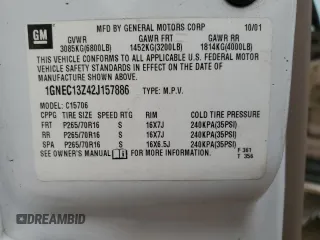 GM
MFD BY GENERAL MOTORS CORP 10/01
GVWR GAWR FRT GAWR RR
3085KG(6800LB) 1452KG(3200LB) 1814KG(4000LB)
THIS VEHICLE CONFORMS TO ALL APPLICABLE U.S. FEDERAL MOTOR
VEHICLE SAFETY STANDARDS IN EFFECT ON THE DATE OF
MANUFACTURE SHOWN ABOVE.
1GNEC13Z42J157886 TYPE: M.P.V.
MODEL: C15706
CPPG TIRE SIZE SPEED RTG RIM COLD TIRE PRESSURE
FRT P265/70R16 S 16X7J 240KPA(35PSI)
RR P265/70R16 S 16X7J 240KPA(35PSI)
SPA P265/70R16 S 16X6.5J 240KPA(35PSI)
SEE OWNER'S MANUAL FOR MORE INFORMATION. F 361
T 356
DREAMBID